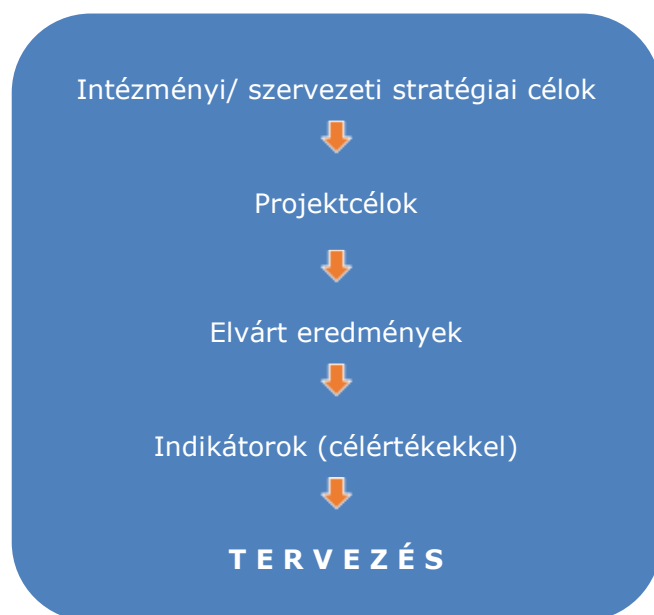 Intézményi/ szervezeti stratégiai célok
Projektcélok
Elvárt eredmények
Indikátorok (célértékekkel)
T E R V E Z É S